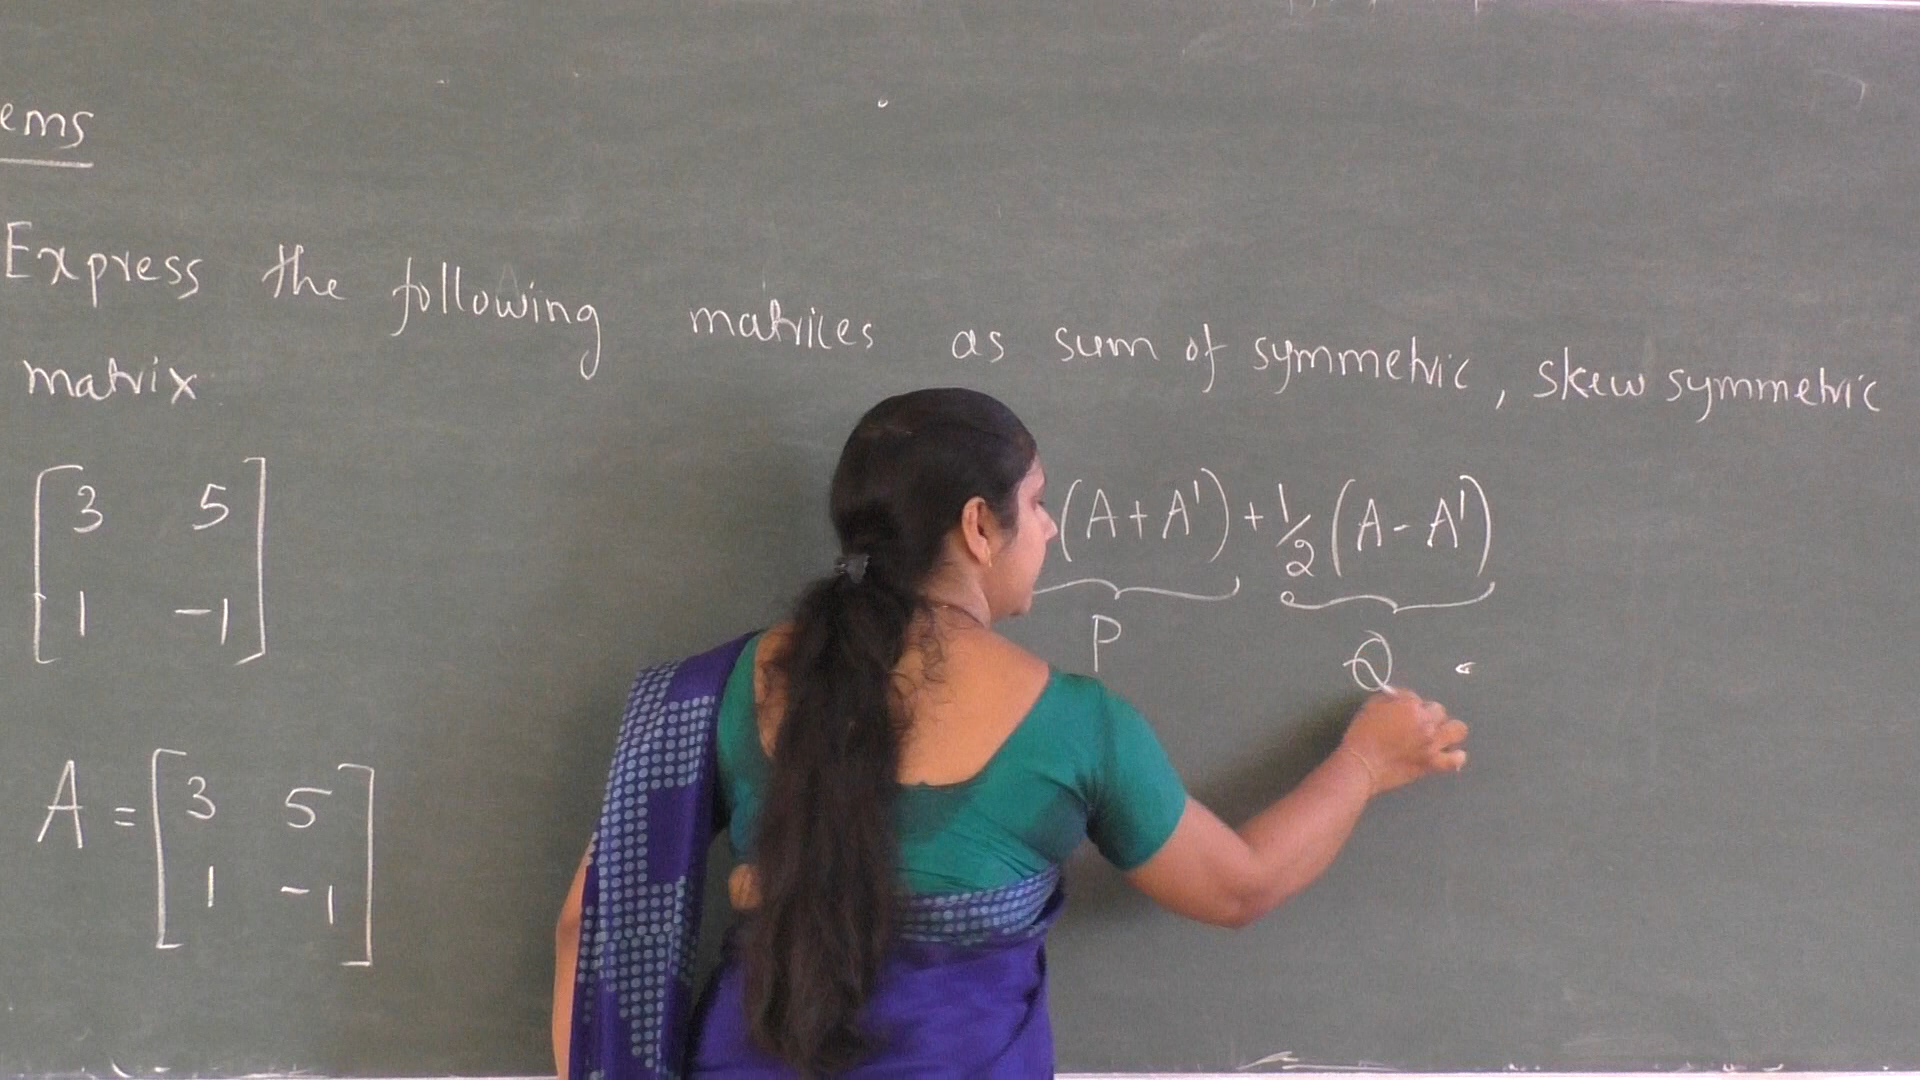 ems
Express the following matrices as sum of symmetric, skew symmetric
matrix
[3 5
1 -1]
(A + A') + 1/2 (A - A')
P Q
A = [3 5
1 -1]